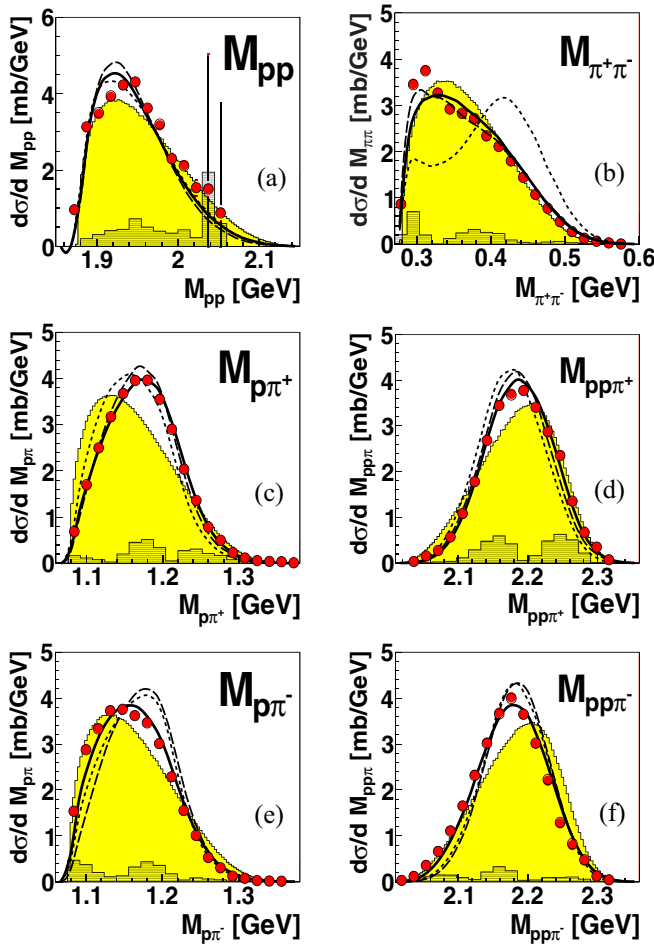 dσ/d M_pp [mb/GeV]
6
4
2
0
M_pp
(a)
1.9 2 2.1
M_pp [GeV]
dσ/d M_ππ [mb/GeV]
5
4
3
2
1
0
M_π⁺π⁻
(b)
0.3 0.4 0.5 0.6
M_π⁺π⁻ [GeV]
dσ/d M_pπ [mb/GeV]
5
4
3
2
1
0
M_pπ⁺
(c)
1.1 1.2 1.3
M_pπ⁺ [GeV]
dσ/d M_ppπ [mb/GeV]
5
4
3
2
1
0
M_ppπ⁺
(d)
2.1 2.2 2.3
M_ppπ⁺ [GeV]
dσ/d M_pπ [mb/GeV]
5
4
3
2
1
0
M_pπ⁻
(e)
1.1 1.2 1.3
M_pπ⁻ [GeV]
dσ/d M_ppπ [mb/GeV]
5
4
3
2
1
0
M_ppπ⁻
(f)
2.1 2.2 2.3
M_ppπ⁻ [GeV]